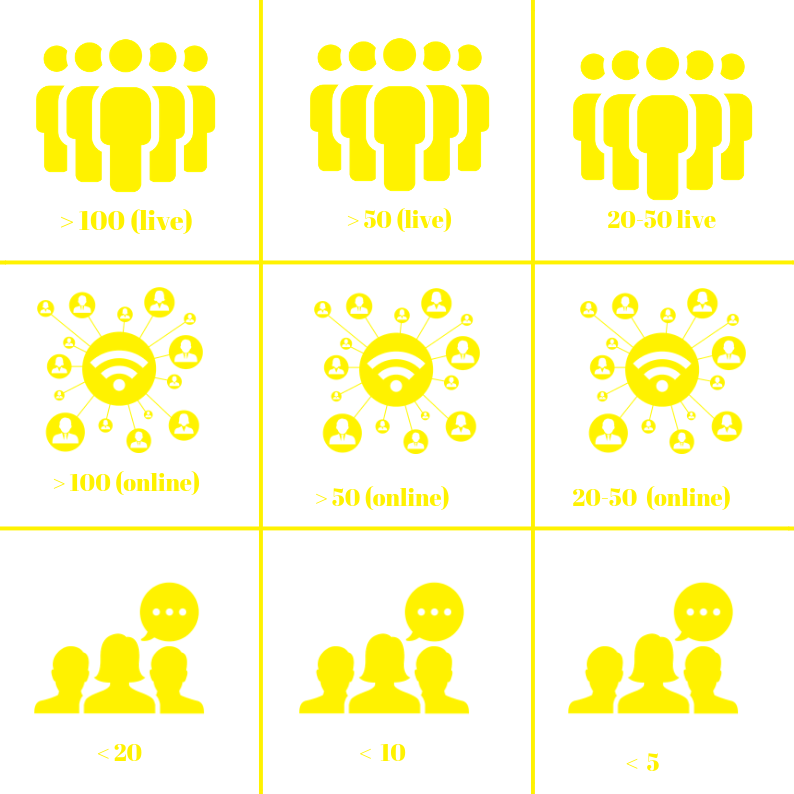 > 100 (live)
> 50 (live)
20-50 live
> 100 (online)
> 50 (online)
20-50 (online)
< 20
< 10
< 5